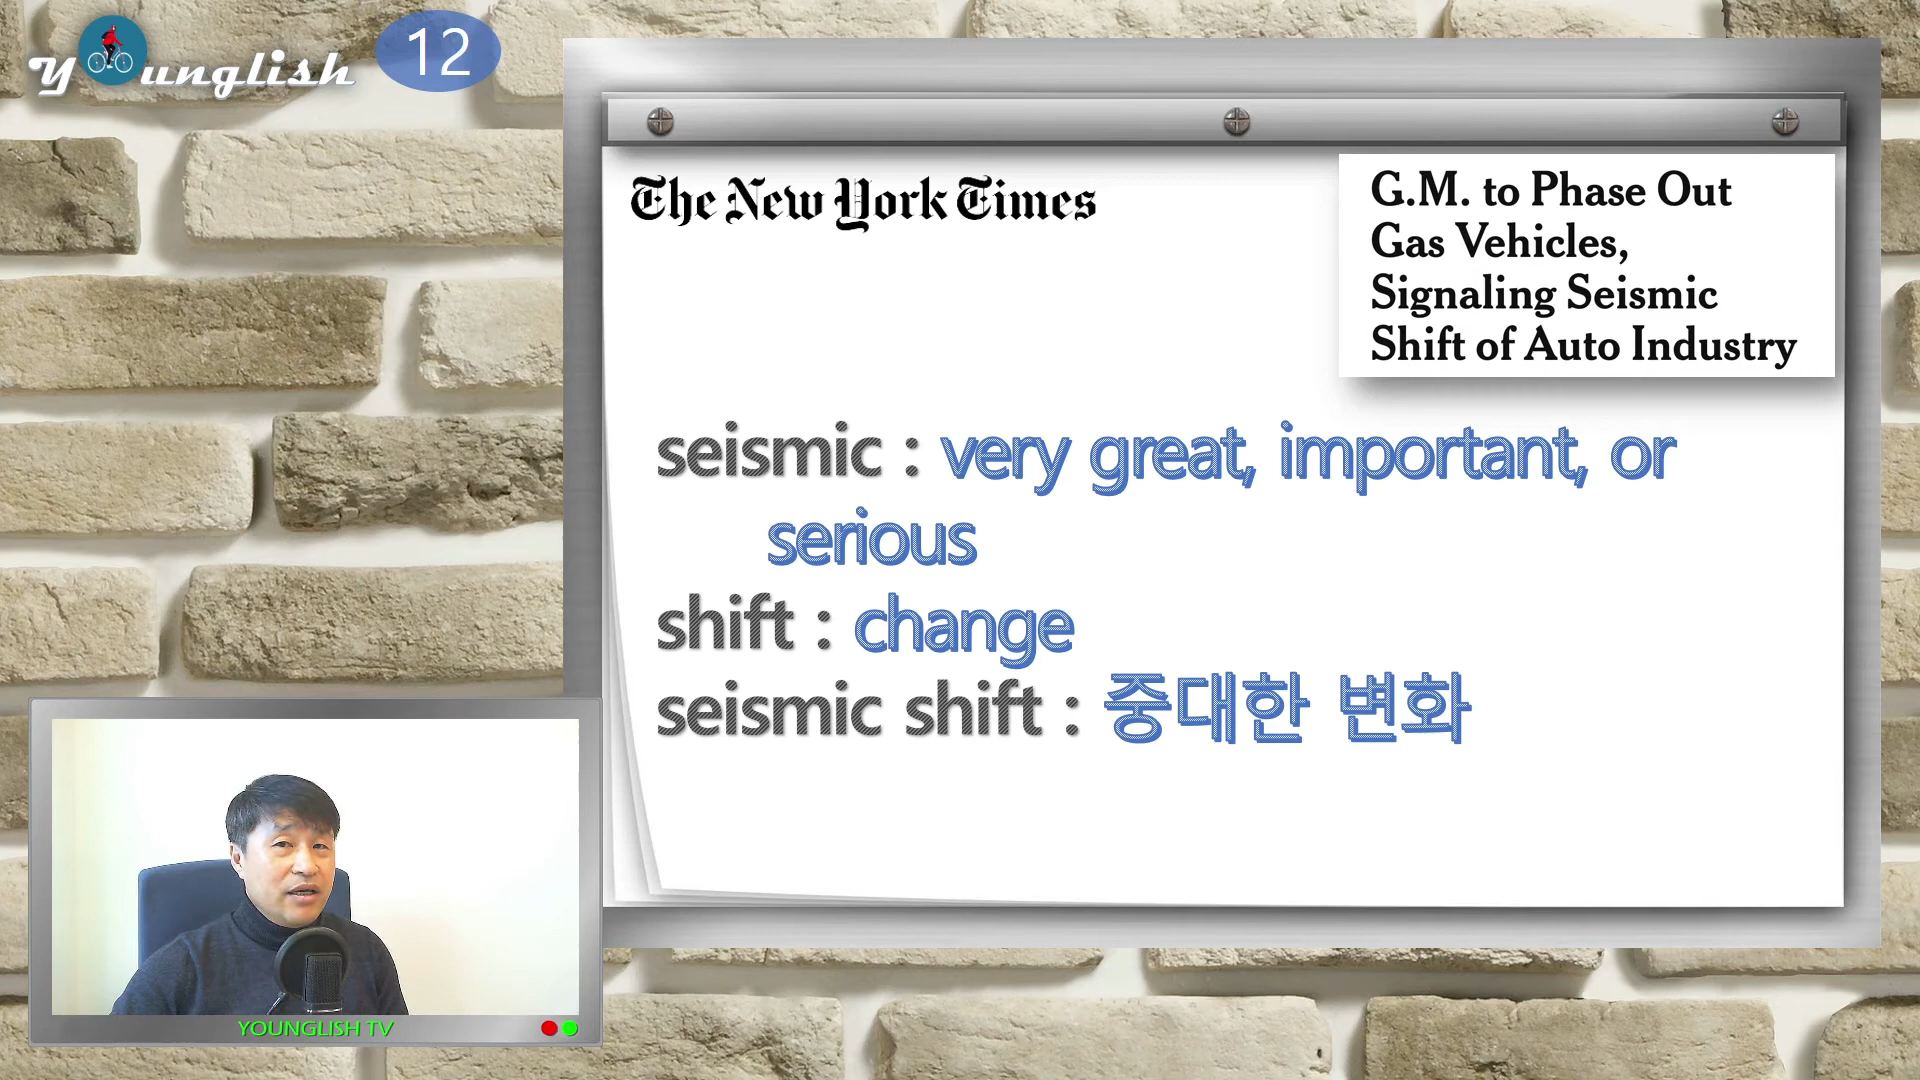 Younglish
12
The New York Times
G.M. to Phase Out
Gas Vehicles,
Signaling Seismic
Shift of Auto Industry
seismic : very great, important, or
serious
shift : change
seismic shift : 중대한 변화
YOUNGLISH TV